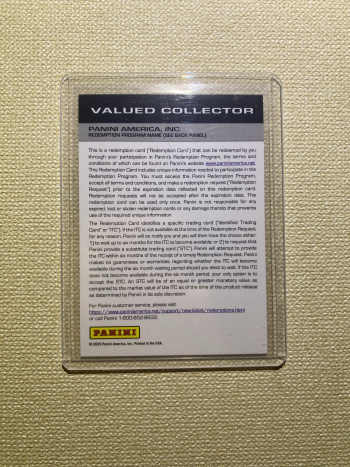 VALUED COLLECTOR
PANINI AMERICA, INC.
REDEMPTION PROGRAM NAME (SEE BACK PANEL)
This is a redemption card ("Redemption Card") that can be redeemed by
you through your participation in Panini's Redemption Program, the terms and
conditions of which can be found on Panini's website www.paniniamerica.net.
This Redemption Card includes unique information needed to participate in the
Redemption Program. You must access the Panini Redemption Program,
accept all terms and conditions, and make a redemption request ("Redemption
Request") prior to the expiration date reflected on this redemption card.
Redemption requests will not be accepted after the expiration date. This
redemption card can be used only once. Panini is not responsible for any
expired, lost or stolen redemption cards or any damage thereto that prevents
use of the required unique information.
The Redemption Card identifies a specific trading card ("Identified Trading
Card" or "ITC"). If the ITC is not available at the time of the Redemption Request,
for any reason, Panini will so notify you and you will then have the choice either:
1) to wait up to six months for the ITC to become available or 2) to request that
Panini provide a substitute trading card ("STC"). Panini will attempt to provide
the ITC within six months of the receipt of a timely Redemption Request. Panini
makes no guarantees or warranties regarding whether the ITC will become
available during the six month waiting period should you elect to wait. If the ITC
does not become available during the six month period, your only option is to
accept the STC. An STC will be of an equal or greater monetary value as
compared to the market value of the ITC as of the time of the product release
as determined by Panini in its sole discretion.
For Panini customer service, please visit:
https://www.paniniamerica.net/support/newticket/redemptions.html
or call Panini 1-800-852-8833.
PANINI
© 2023 Panini America, Inc. Printed in the USA.